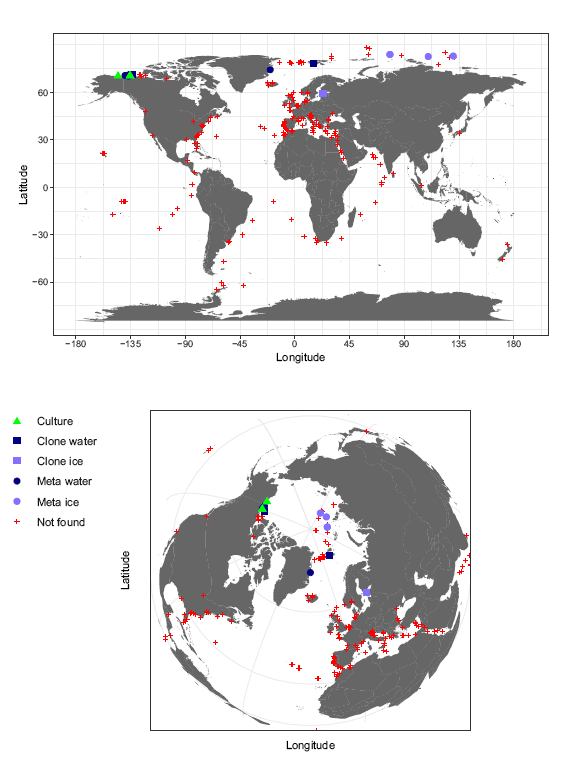 60
30
0
−30
−60
Latitude
−180 −135 −90 −45 0 45 90 135 180
Longitude
Culture
Clone water
Clone ice
Meta water
Meta ice
Not found
Latitude
Longitude